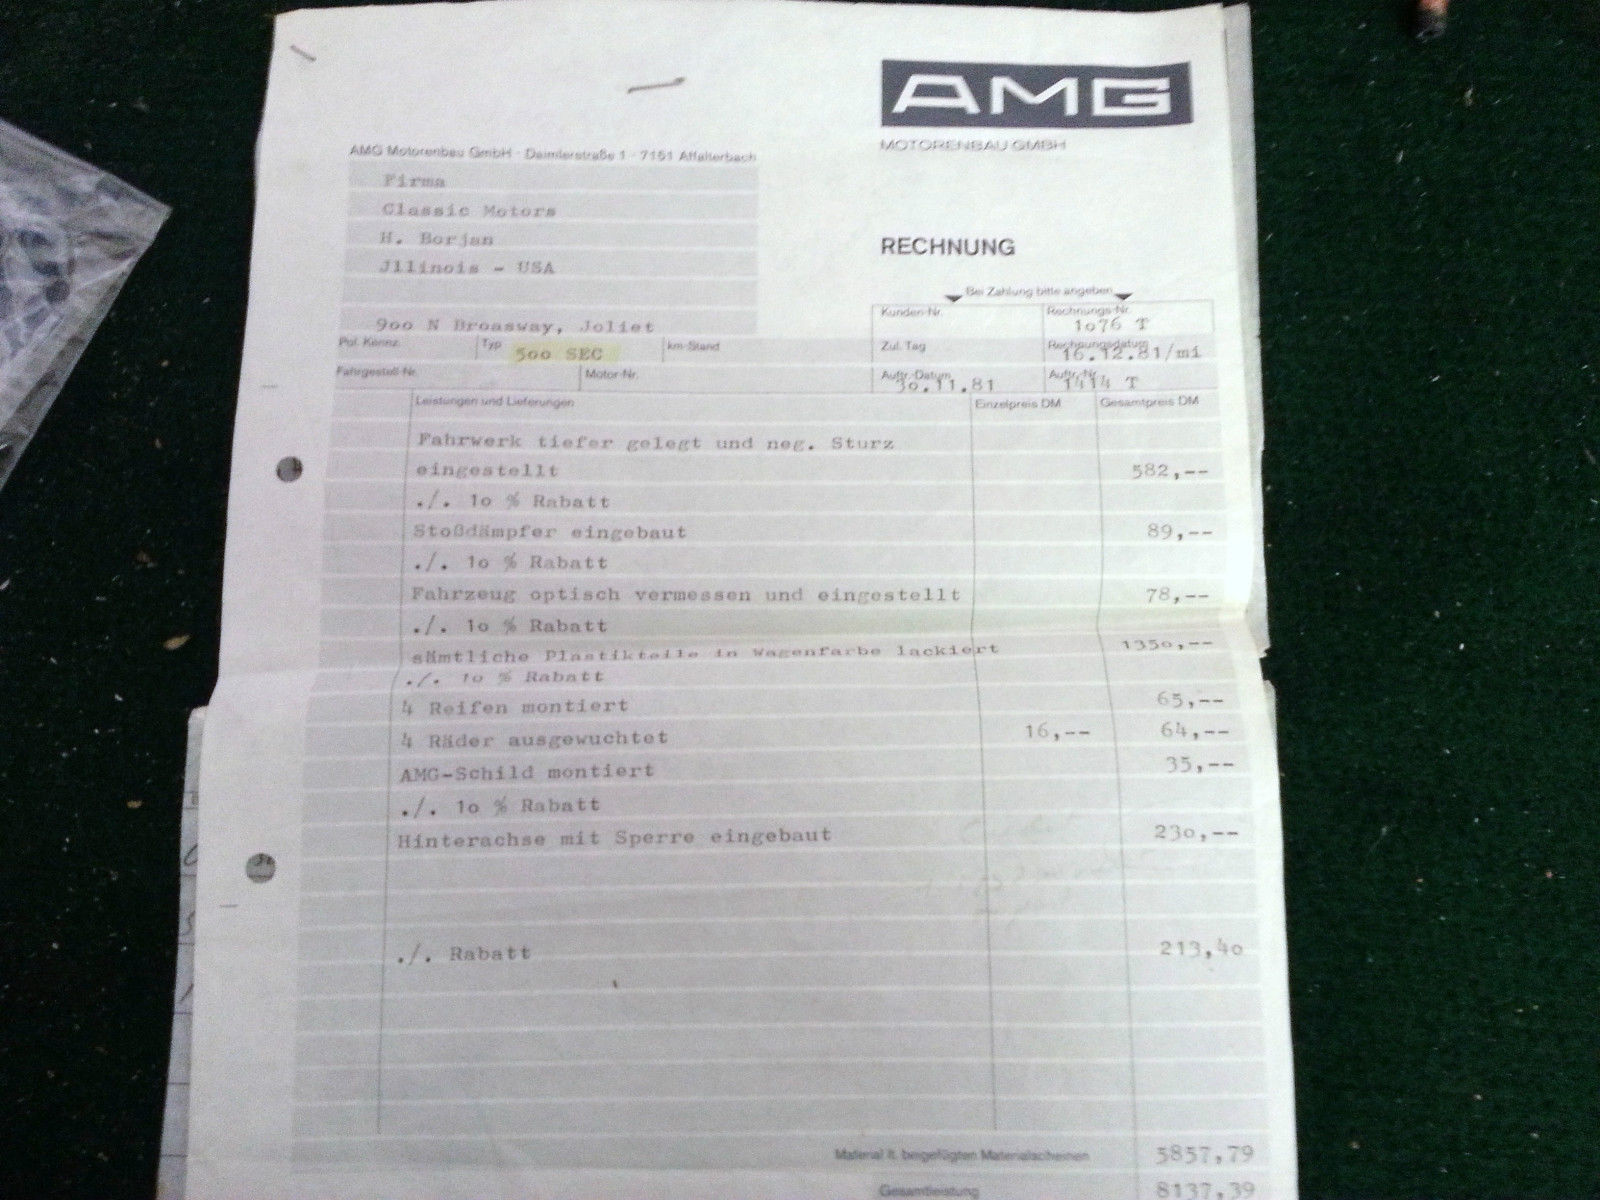 AMG
MOTORENBAU GMBH
AMG Motorenbau GmbH · Daimlerstraße 1 · 7151 Affalterbach
Firma
Classic Motors
H. Borjan
Jllinois - USA
9oo N Broasway, Joliet
RECHNUNG
Bei Zahlung bitte angeben
Kunden-Nr.
Rechnungs-Nr.
1o76 T
Pol. Kennz.
Typ
5oo SEC
km-Stand
Zul. Tag
Rechnungsdatum
16.12.81/mi
Fahrgestell-Nr.
Motor-Nr.
Auftr.-Datum
3o.11.81
Auftr.-Nr.
1414 T
Leistungen und Lieferungen
Einzelpreis DM
Gesamtpreis DM
Fahrwerk tiefer gelegt und neg. Sturz
eingestellt 582,--
./. 1o % Rabatt
Stoßdämpfer eingebaut 89,--
./. 1o % Rabatt
Fahrzeug optisch vermessen und eingestellt 78,--
./. 1o % Rabatt
sämtliche Plastikteile in Wagenfarbe lackiert 135o,--
./. 1o % Rabatt
4 Reifen montiert 65,--
4 Räder ausgewuchtet 16,-- 64,--
AMG-Schild montiert 35,--
./. 1o % Rabatt
Hinterachse mit Sperre eingebaut 23o,--
./. Rabatt 213,4o
Material lt. beigefügten Materialscheinen 5857,79
Gesamtleistung 8137,39